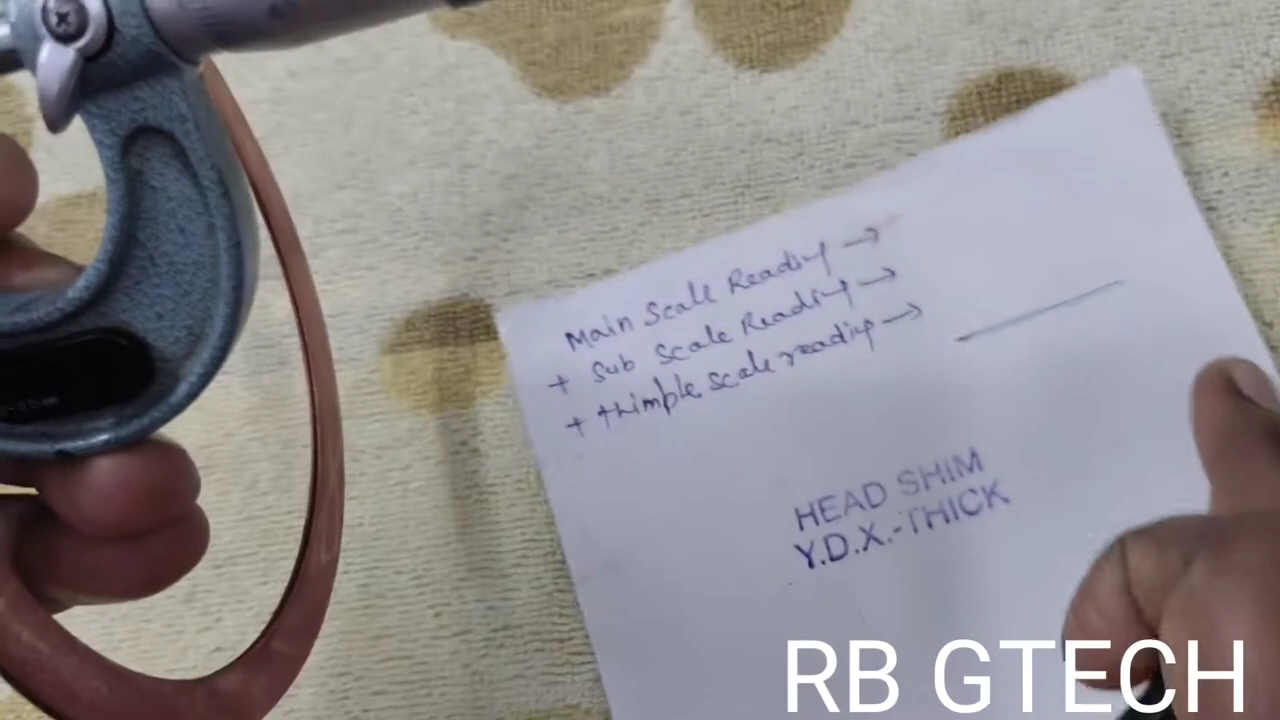 Main Scale Reading →
+ Sub Scale Reading →
+ thimble scale reading →
HEAD SHIM
Y.D.X.-THICK
RB GTECH